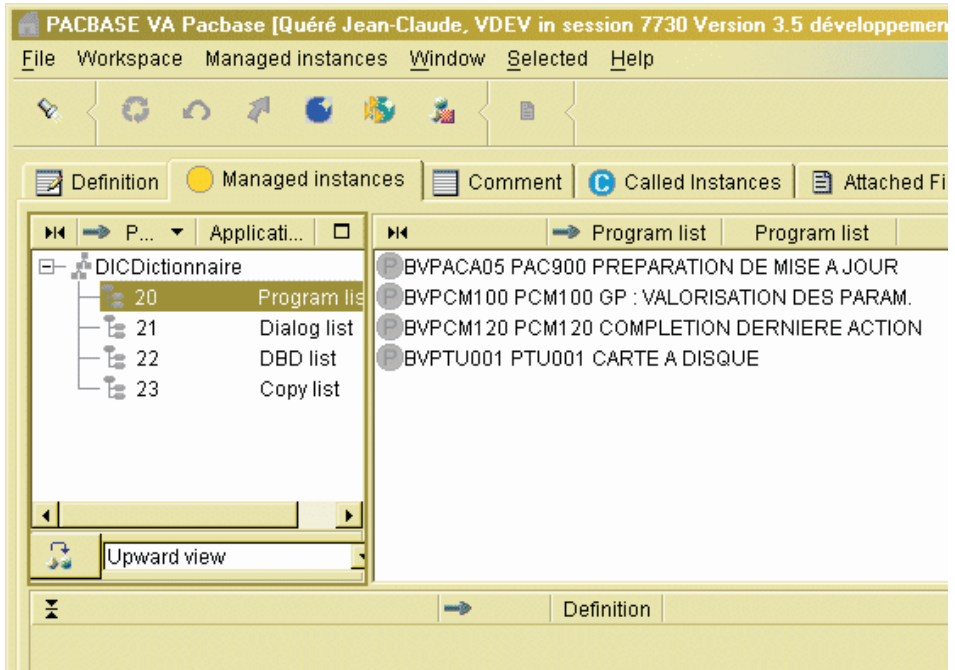 PACBASE VA Pacbase [Quéré Jean-Claude, VDEV in session 7730 Version 3.5 développemen
File Workspace Managed instances Window Selected Help
Definition Managed instances Comment C Called Instances Attached Fi
P... Applicati... Program list Program list
DICDictionnaire
20 Program lis
21 Dialog list
22 DBD list
23 Copy list
P BVPACA05 PAC900 PREPARATION DE MISE A JOUR
P BVPCM100 PCM100 GP : VALORISATION DES PARAM.
P BVPCM120 PCM120 COMPLETION DERNIERE ACTION
P BVPTU001 PTU001 CARTE A DISQUE
Upward view
Definition